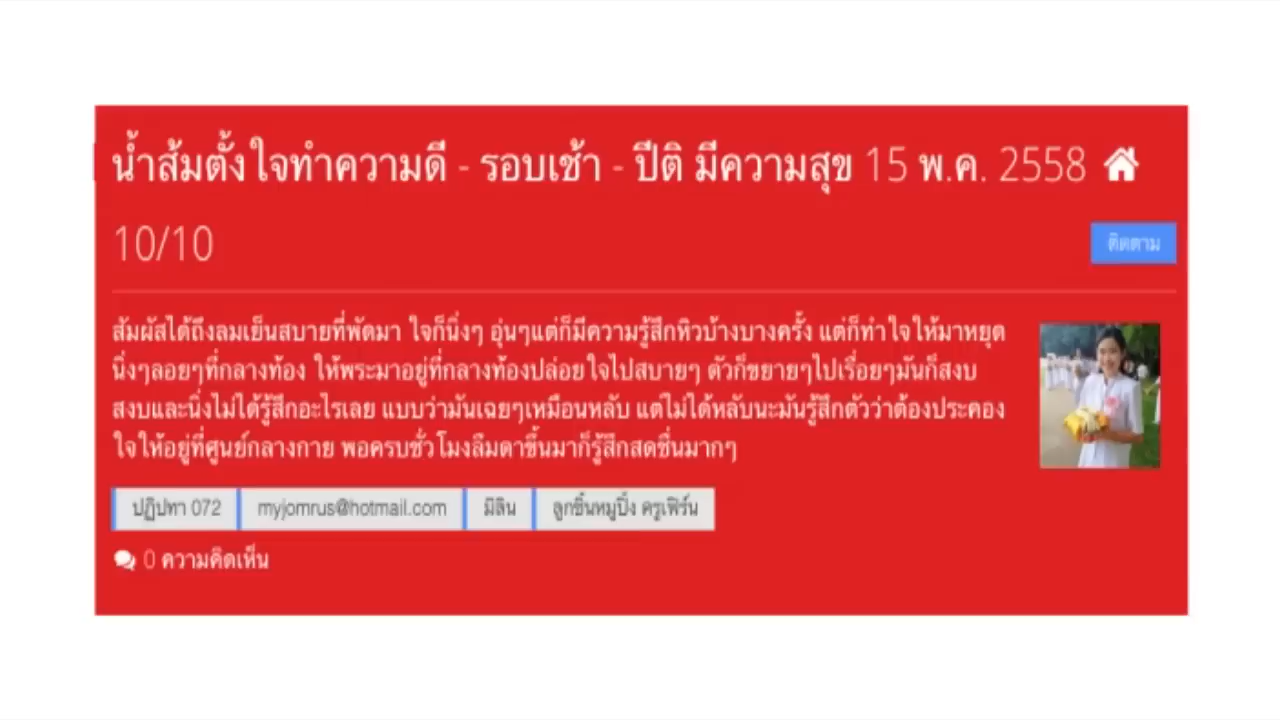 น้ำส้มตั้งใจทำความดี - รอบเช้า - ปีติ มีความสุข 15 พ.ค. 2558
10/10
ติดตาม
สัมผัสได้ถึงลมเย็นสบายที่พัดมา ใจก็นิ่งๆ อุ่นๆแต่ก็มีความรู้สึกหิวบ้างบางครั้ง แต่ก็ทำใจให้มาหยุด
นิ่งๆลอยๆที่กลางท้อง ให้พระมาอยู่ที่กลางท้องปล่อยใจไปสบายๆ ตัวก็ขยายๆไปเรื่อยๆมันก็สงบ
สงบและนิ่งไม่ได้รู้สึกอะไรเลย แบบว่ามันเฉยๆเหมือนหลับ แต่ไม่ได้หลับนะมันรู้สึกตัวว่าต้องประคอง
ใจให้อยู่ที่ศูนย์กลางกาย พอครบชั่วโมงลืมตาขึ้นมาก็รู้สึกสดชื่นมากๆ
ปฏิปทา 072 myjomrus@hotmail.com มิลิน ลูกชิ้นหมูปิ้ง ครูเฟิร์น
0 ความคิดเห็น